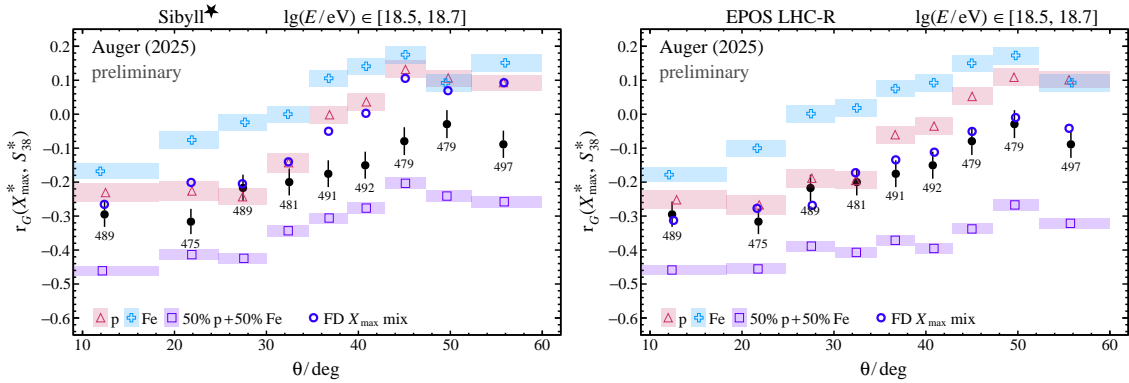 Sibyll★ lg(E/eV) ∈ [18.5, 18.7]
Auger (2025)
preliminary
r_G(X*_max, S*_38)
0.2
0.1
0.0
−0.1
−0.2
−0.3
−0.4
−0.5
−0.6
489
475
489
481
491
492
479
479
497
p Fe 50% p+50% Fe FD X_max mix
10 20 30 40 50 60
θ/deg
EPOS LHC-R lg(E/eV) ∈ [18.5, 18.7]
Auger (2025)
preliminary
r_G(X*_max, S*_38)
0.2
0.1
0.0
−0.1
−0.2
−0.3
−0.4
−0.5
−0.6
489
475
489
481
491
492
479
479
497
p Fe 50% p+50% Fe FD X_max mix
10 20 30 40 50 60
θ/deg